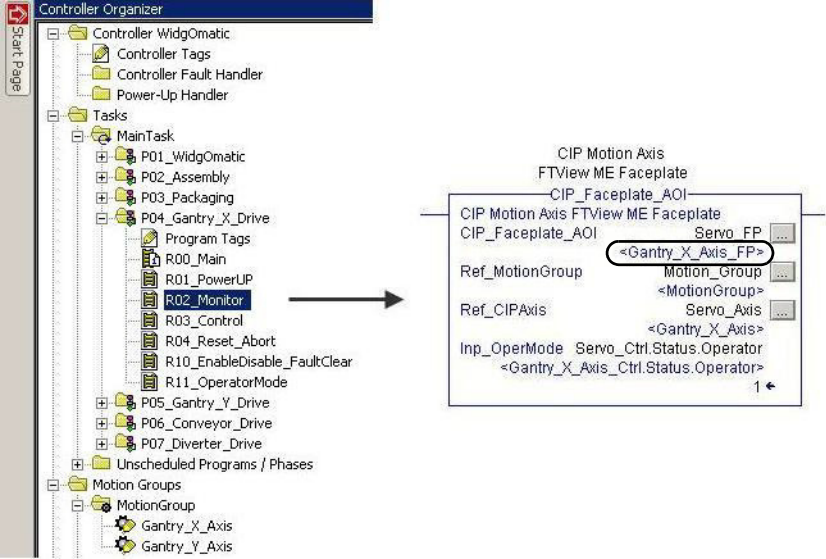 Controller Organizer
Start Page
Controller WidgOmatic
Controller Tags
Controller Fault Handler
Power-Up Handler
Tasks
MainTask
P01_WidgOmatic
P02_Assembly
P03_Packaging
P04_Gantry_X_Drive
Program Tags
R00_Main
R01_PowerUP
R02_Monitor
R03_Control
R04_Reset_Abort
R10_EnableDisable_FaultClear
R11_OperatorMode
P05_Gantry_Y_Drive
P06_Conveyor_Drive
P07_Diverter_Drive
Unscheduled Programs / Phases
Motion Groups
MotionGroup
Gantry_X_Axis
Gantry_Y_Axis
CIP Motion Axis
FTView ME Faceplate
CIP_Faceplate_AOI
CIP Motion Axis FTView ME Faceplate
CIP_Faceplate_AOI Servo_FP ...
<Gantry_X_Axis_FP>
Ref_MotionGroup Motion_Group ...
<MotionGroup>
Ref_CIPAxis Servo_Axis ...
<Gantry_X_Axis>
Inp_OperMode Servo_Ctrl.Status.Operator
<Gantry_X_Axis_Ctrl.Status.Operator>
1